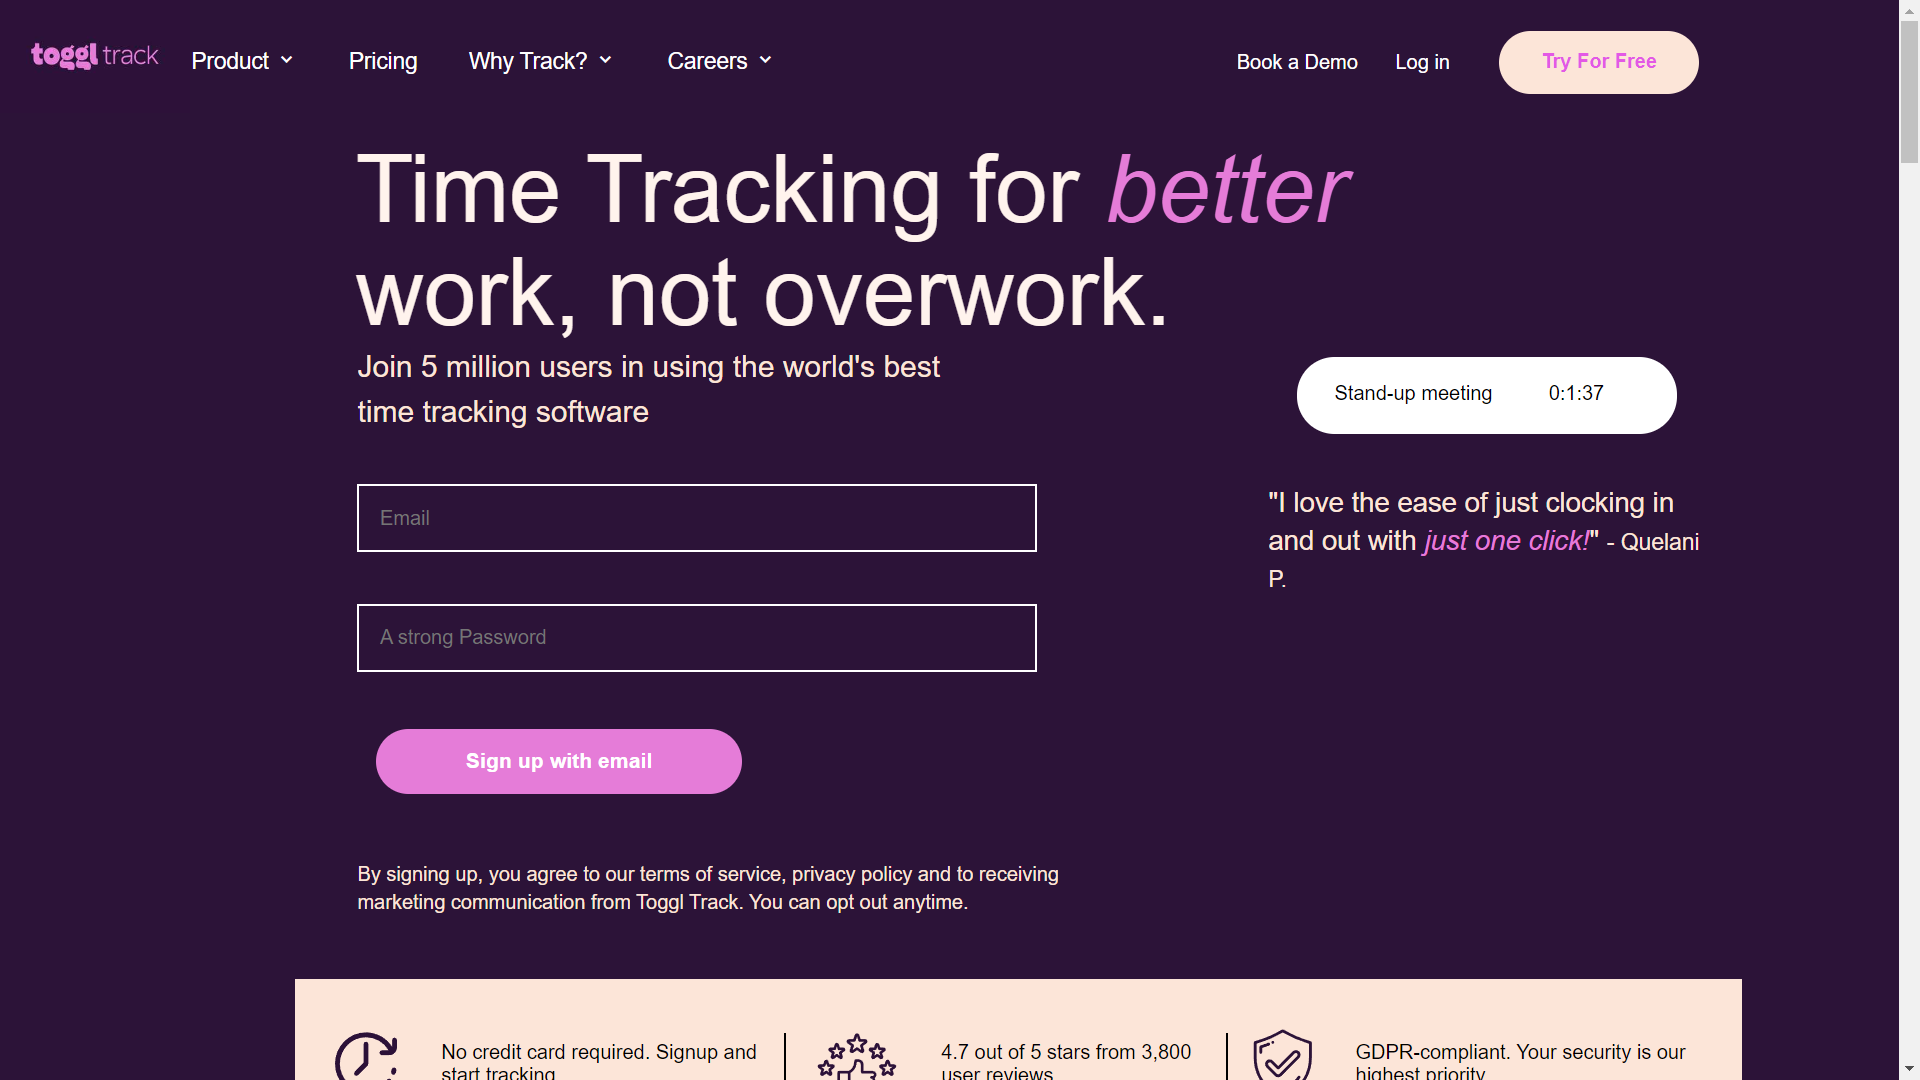 toggl track
Product
Pricing
Why Track?
Careers
Book a Demo
Log in
Try For Free
Time Tracking for better
work, not overwork.
Join 5 million users in using the world's best
time tracking software
Stand-up meeting 0:1:37
Email
"I love the ease of just clocking in
and out with just one click!" - Quelani
P.
A strong Password
Sign up with email
By signing up, you agree to our terms of service, privacy policy and to receiving
marketing communication from Toggl Track. You can opt out anytime.
No credit card required. Signup and
start tracking
4.7 out of 5 stars from 3,800
user reviews
GDPR-compliant. Your security is our
highest priority